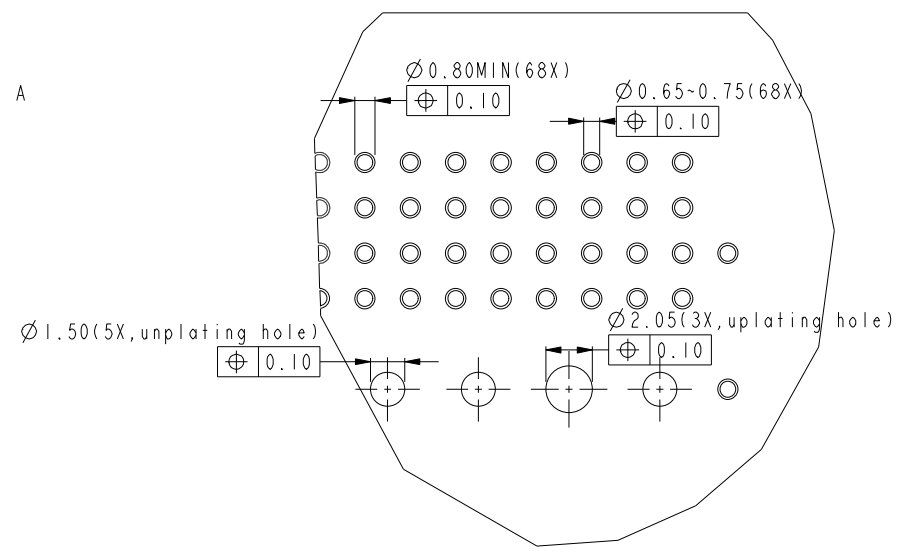 Ø0.80MIN(68X)
⌖ 0.10
A
Ø0.65~0.75(68X)
⌖ 0.10
Ø1.50(5X,unplating hole)
⌖ 0.10
Ø2.05(3X,uplating hole)
⌖ 0.10